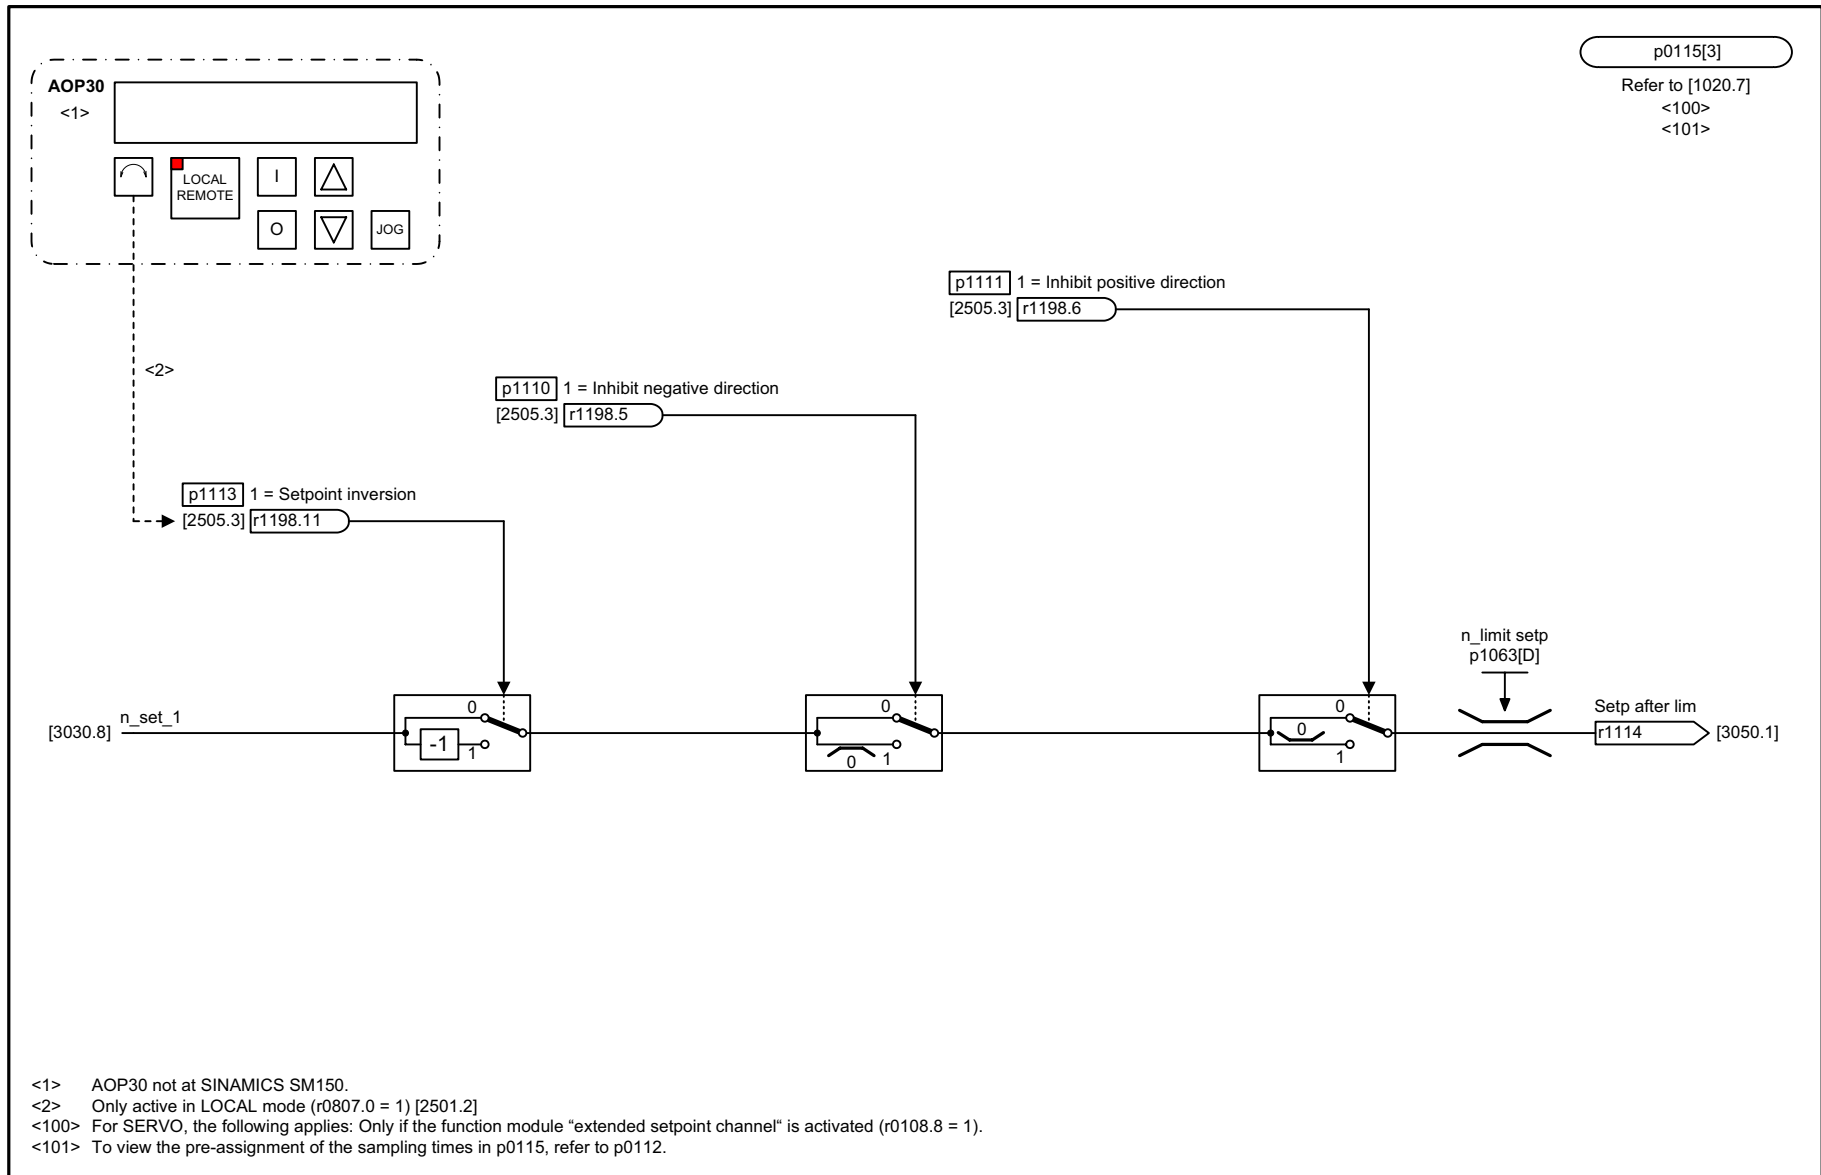 AOP30
<1>
LOCAL
REMOTE
I
O
JOG
p0115[3]
Refer to [1020.7]
<100>
<101>
p1111 1 = Inhibit positive direction
[2505.3] r1198.6
<2>
p1110 1 = Inhibit negative direction
[2505.3] r1198.5
p1113 1 = Setpoint inversion
[2505.3] r1198.11
n_limit setp
p1063[D]
[3030.8] n_set_1
0
-1
1
0
0
1
0
0
1
Setp after lim
r1114 [3050.1]
<1> AOP30 not at SINAMICS SM150.
<2> Only active in LOCAL mode (r0807.0 = 1) [2501.2]
<100> For SERVO, the following applies: Only if the function module “extended setpoint channel“ is activated (r0108.8 = 1).
<101> To view the pre-assignment of the sampling times in p0115, refer to p0112.